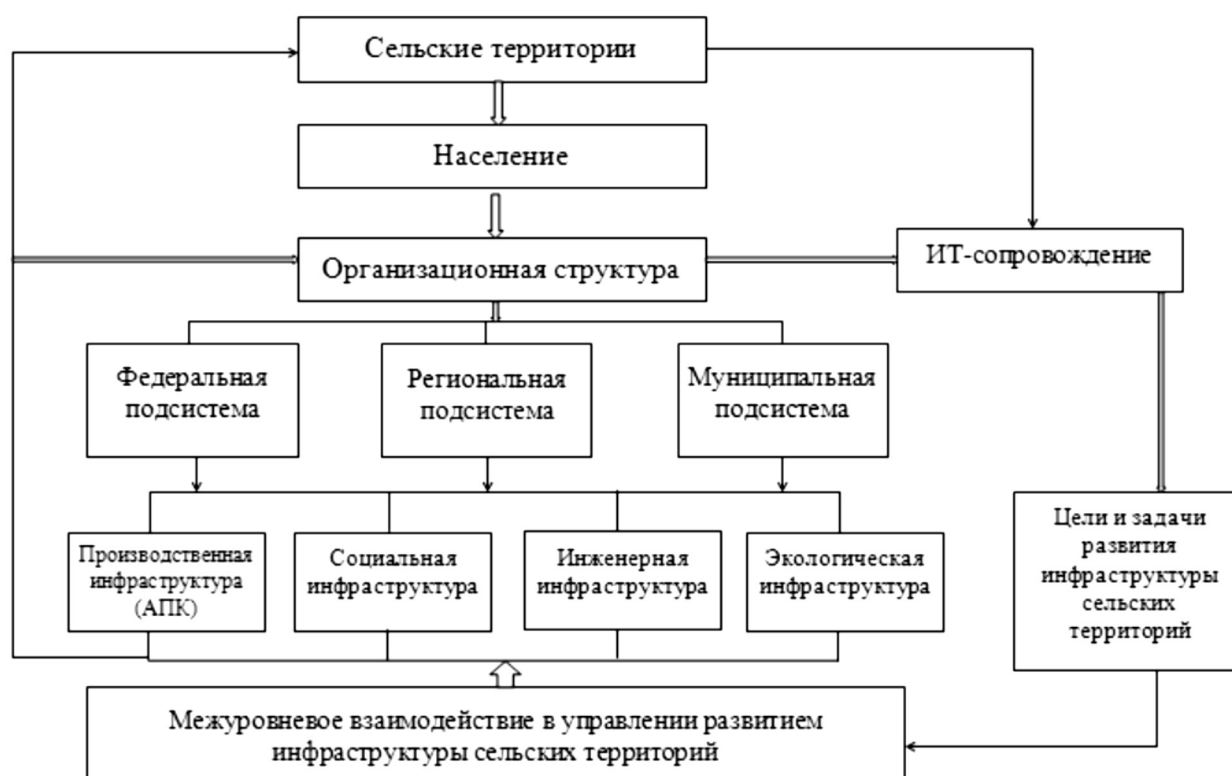 Сельские территории
Население
Организационная структура
ИТ-сопровождение
Федеральная
подсистема
Региональная
подсистема
Муниципальная
подсистема
Производственная
инфраструктура
(АПК)
Социальная
инфраструктура
Инженерная
инфраструктура
Экологическая
инфраструктура
Цели и задачи
развития
инфраструктуры
сельских
территорий
Межуровневое взаимодействие в управлении развитием
инфраструктуры сельских территорий